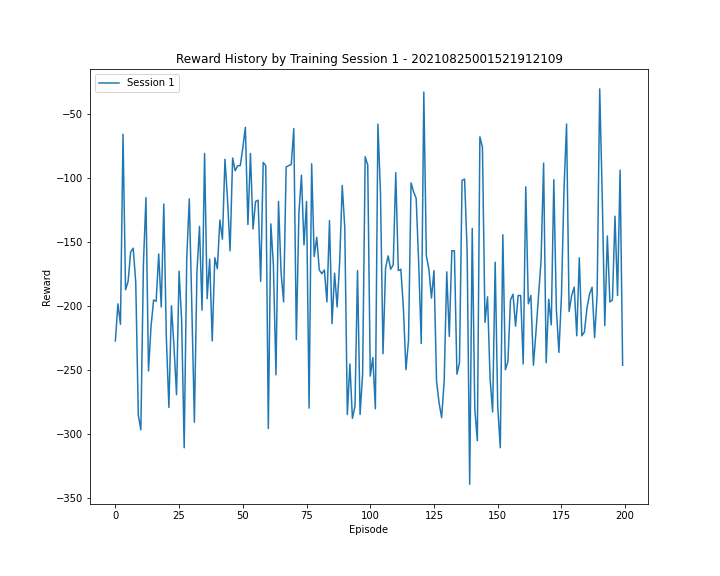 Reward History by Training Session 1 - 20210825001521912109
Session 1
−50
−100
−150
−200
−250
−300
−350
Reward
0 25 50 75 100 125 150 175 200
Episode